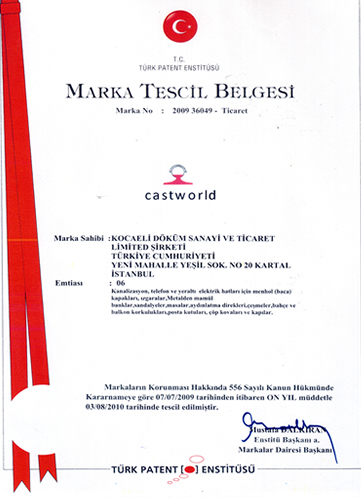 T.C.
TÜRK PATENT ENSTİTÜSÜ
MARKA TESCİL BELGESİ
Marka No : 2009 36049 - Ticaret
castworld
Marka Sahibi : KOCAELİ DÖKÜM SANAYİ VE TİCARET
LİMİTED ŞİRKETİ
TÜRKİYE CUMHURİYETİ
YENİ MAHALLE YEŞİL SOK. NO 20 KARTAL
İSTANBUL
Emtiası : 06
Kanalizasyon, telefon ve yeraltı elektrik hatları için menhol (baca)
kapakları, ızgaralar,Metalden mamül
banklar,sandalyeler,masalar,aydınlatma direkleri,çeşmeler,bahçe ve
balkon korkulukları,posta kutuları, çöp kovaları ve kapılar.
Markaların Korunması Hakkında 556 Sayılı Kanun Hükmünde
Kararnameye göre 07/07/2009 tarihinden itibaren ON YIL müddetle
03/08/2010 tarihinde tescil edilmiştir.
Mustafa DALKIRAN
Enstitü Başkanı a.
Markalar Dairesi Başkanı
TÜRK PATENT ENSTİTÜSÜ